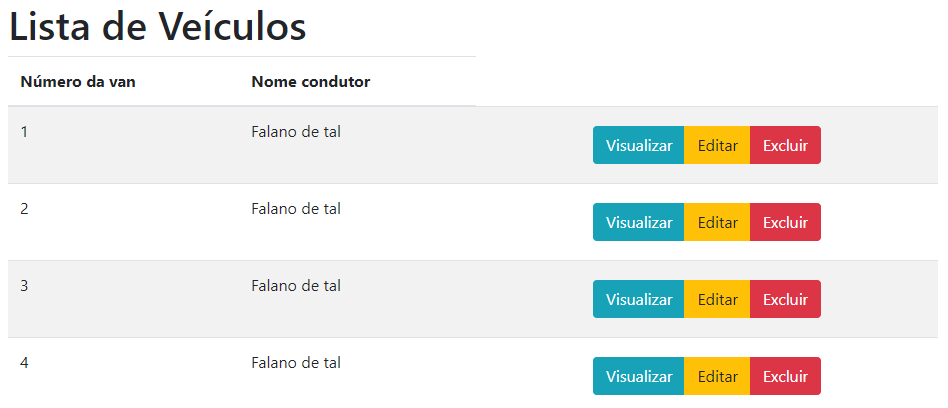 Lista de Veículos
Número da van Nome condutor
1 Falano de tal Visualizar Editar Excluir
2 Falano de tal Visualizar Editar Excluir
3 Falano de tal Visualizar Editar Excluir
4 Falano de tal Visualizar Editar Excluir